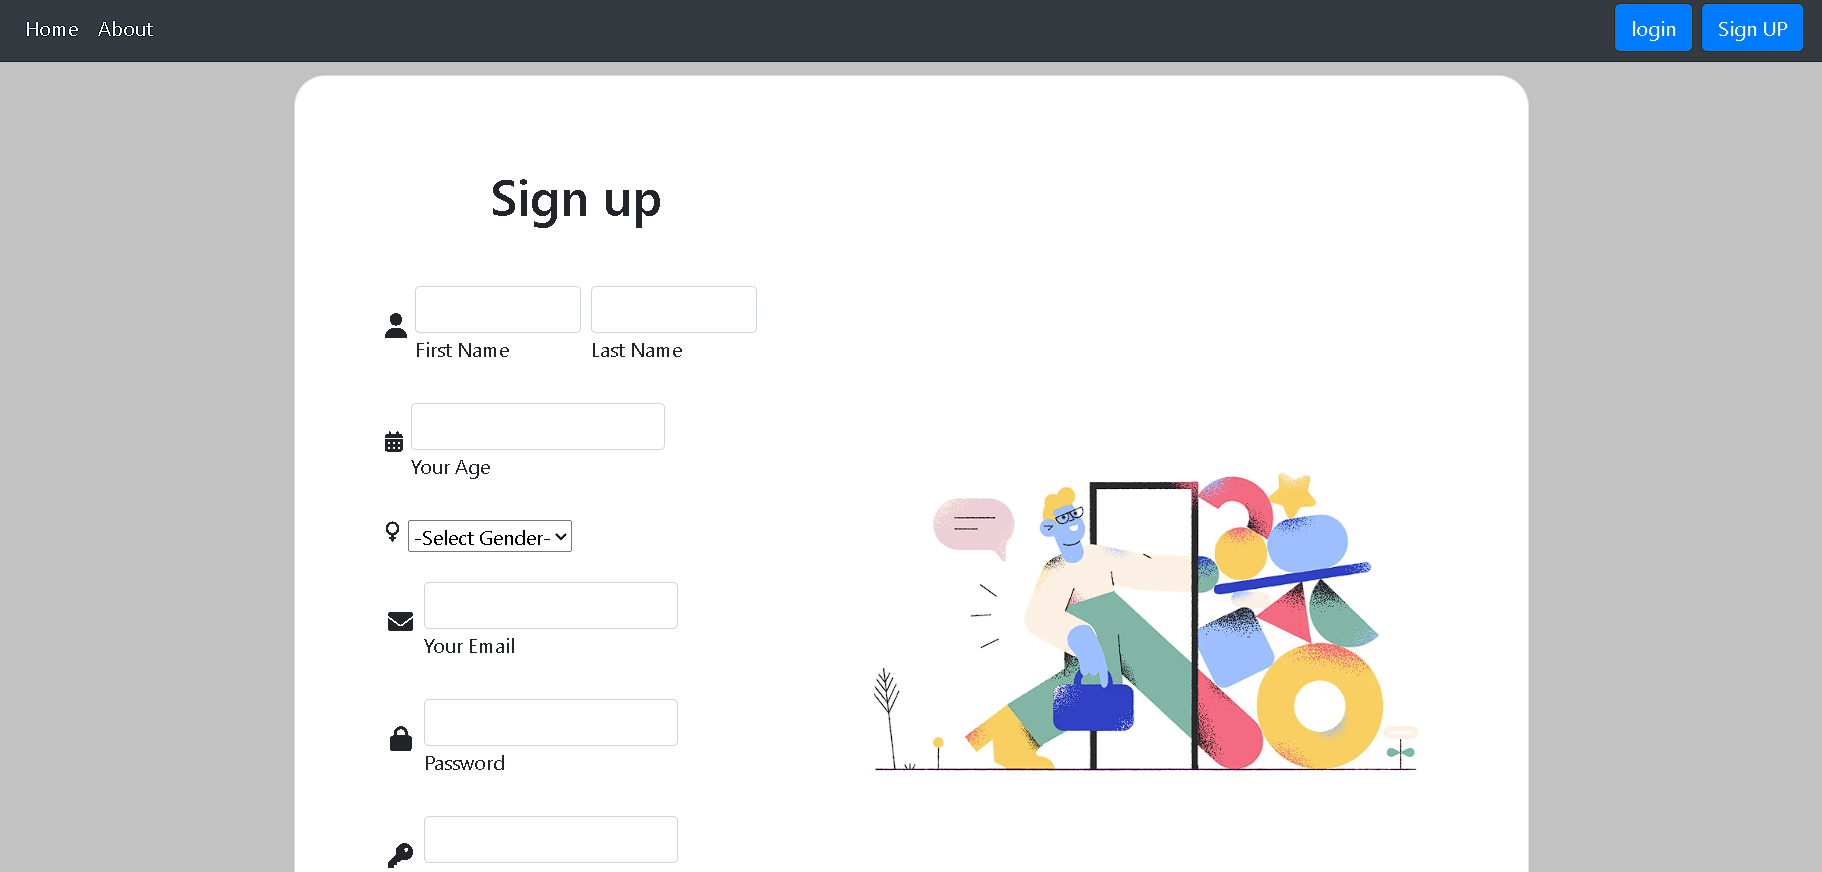 Home About login Sign UP
Sign up
First Name Last Name
Your Age
-Select Gender-
Your Email
Password